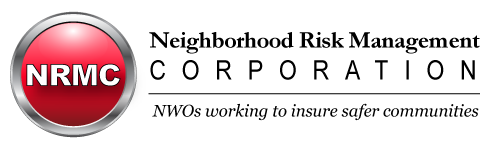 NRMC
Neighborhood Risk Management
CORPORATION
NWOs working to insure safer communities